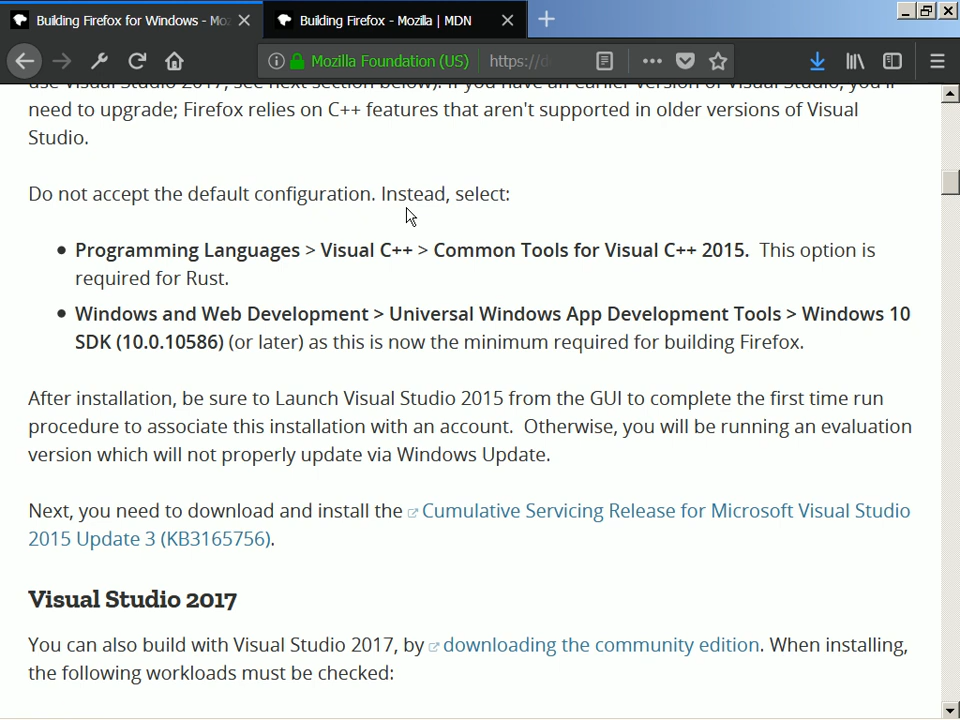 Building Firefox for Windows - Mo
Building Firefox - Mozilla | MDN
Mozilla Foundation (US)
https://d
need to upgrade; Firefox relies on C++ features that aren't supported in older versions of Visual
Studio.
Do not accept the default configuration. Instead, select:
Programming Languages > Visual C++ > Common Tools for Visual C++ 2015. This option is
required for Rust.
Windows and Web Development > Universal Windows App Development Tools > Windows 10
SDK (10.0.10586) (or later) as this is now the minimum required for building Firefox.
After installation, be sure to Launch Visual Studio 2015 from the GUI to complete the first time run
procedure to associate this installation with an account. Otherwise, you will be running an evaluation
version which will not properly update via Windows Update.
Next, you need to download and install the Cumulative Servicing Release for Microsoft Visual Studio
2015 Update 3 (KB3165756).
Visual Studio 2017
You can also build with Visual Studio 2017, by downloading the community edition. When installing,
the following workloads must be checked: